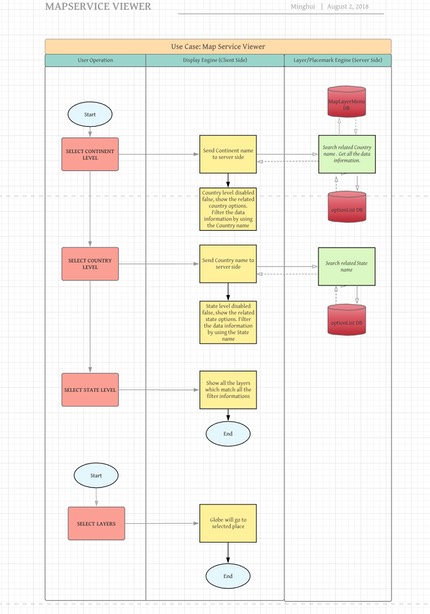 MAPSERVICE VIEWER
Minghui | August 2, 2018
Use Case: Map Service Viewer
User Operation
Display Engine (Client Side)
Layer/Placemark Engine (Server Side)
Start
MapLayerMenu
DB
SELECT CONTINENT
LEVEL
Send Continent name
to server side
Search related Country
name . Get all the data
information.
Country level disabled
false, show the related
country options.
Filter the data
information by using
the Country name
optionList DB
SELECT COUNTRY
LEVEL
Send Country name to
server side
Search related State
name
State level disabled
false, show the related
state options. Filter
the data information
by using the State
name
optionList DB
SELECT STATE LEVEL
Show all the layers
which match all the
filter informations
End
Start
SELECT LAYERS
Globe will go to
selected place
End